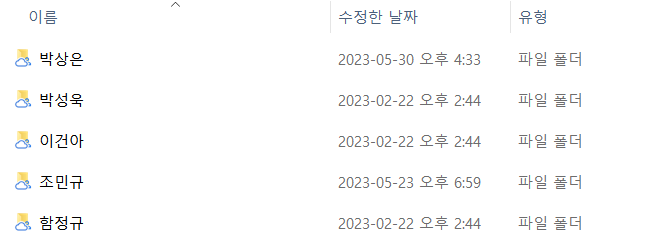 이름 수정한 날짜 유형
박상은 2023-05-30 오후 4:33 파일 폴더
박성욱 2023-02-22 오후 2:44 파일 폴더
이건아 2023-02-22 오후 2:44 파일 폴더
조민규 2023-05-23 오후 6:59 파일 폴더
함정규 2023-02-22 오후 2:44 파일 폴더